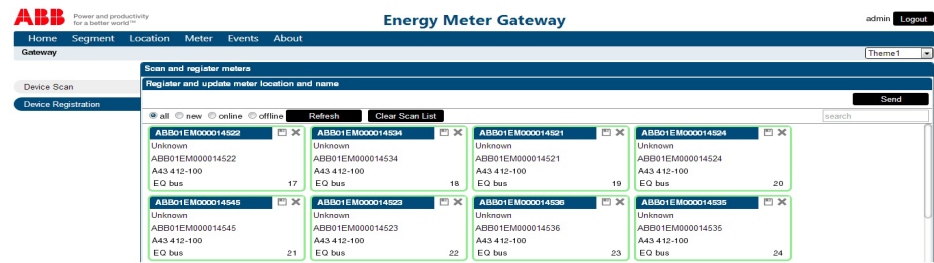 ABB Power and productivity for a better world™
Energy Meter Gateway
admin Logout
Home Segment Location Meter Events About
Gateway Theme1
Scan and register meters
Device Scan
Register and update meter location and name
Device Registration
Send
all new online offline Refresh Clear Scan List search
ABB01EM000014522 ABB01EM000014534 ABB01EM000014521 ABB01EM000014524
Unknown Unknown Unknown Unknown
ABB01EM000014522 ABB01EM000014534 ABB01EM000014521 ABB01EM000014524
A43 412-100 A43 412-100 A43 412-100 A43 412-100
EQ bus 17 EQ bus 18 EQ bus 19 EQ bus 20
ABB01EM000014545 ABB01EM000014523 ABB01EM000014536 ABB01EM000014535
Unknown Unknown Unknown Unknown
ABB01EM000014545 ABB01EM000014523 ABB01EM000014536 ABB01EM000014535
A43 412-100 A43 412-100 A43 412-100 A43 412-100
EQ bus 21 EQ bus 22 EQ bus 23 EQ bus 24